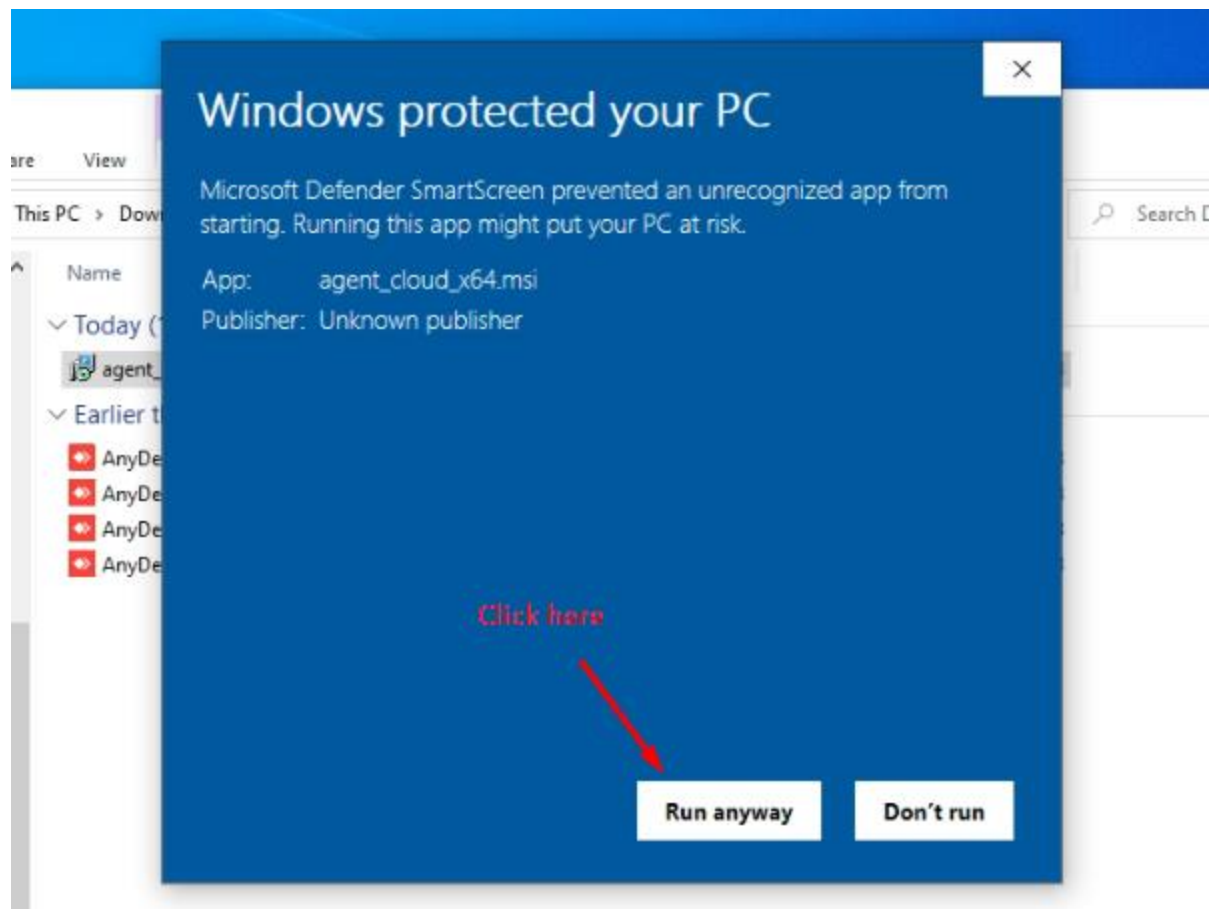 Windows protected your PC
are View
Microsoft Defender SmartScreen prevented an unrecognized app from
starting. Running this app might put your PC at risk.
This PC > Dow
Search D
Name
App: agent_cloud_x64.msi
Publisher: Unknown publisher
Today (
agent_
Earlier t
AnyDe
AnyDe
AnyDe
AnyDe
Click here
Run anyway Don't run